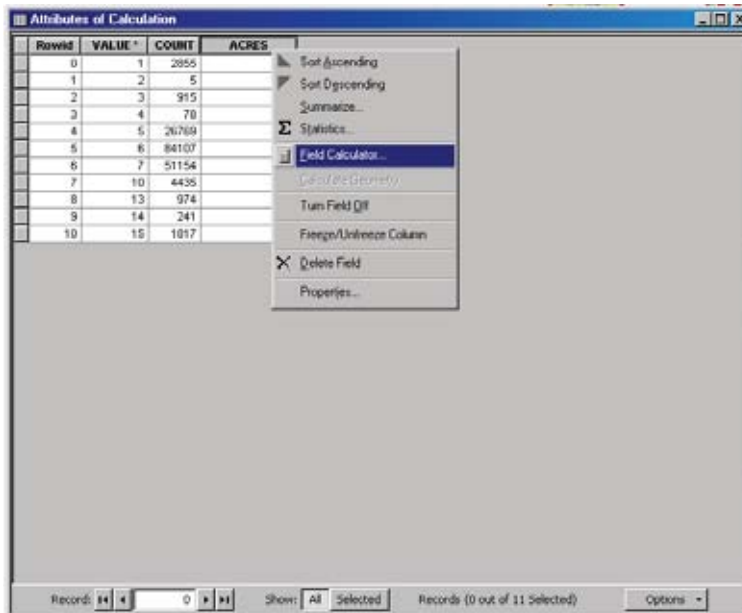 Attributes of Calculation
Rowid VALUE * COUNT ACRES
0 1 2855
1 2 5
2 3 915
3 4 78
4 5 26769
5 6 84107
6 7 51154
7 10 4435
8 13 974
9 14 241
10 15 1017
Sort Ascending
Sort Descending
Summarize...
Σ Statistics...
Field Calculator...
Calculate Geometry
Turn Field Off
Freeze/Unfreeze Column
Delete Field
Properties...
Record: 0 Show: All Selected Records (0 out of 11 Selected) Options